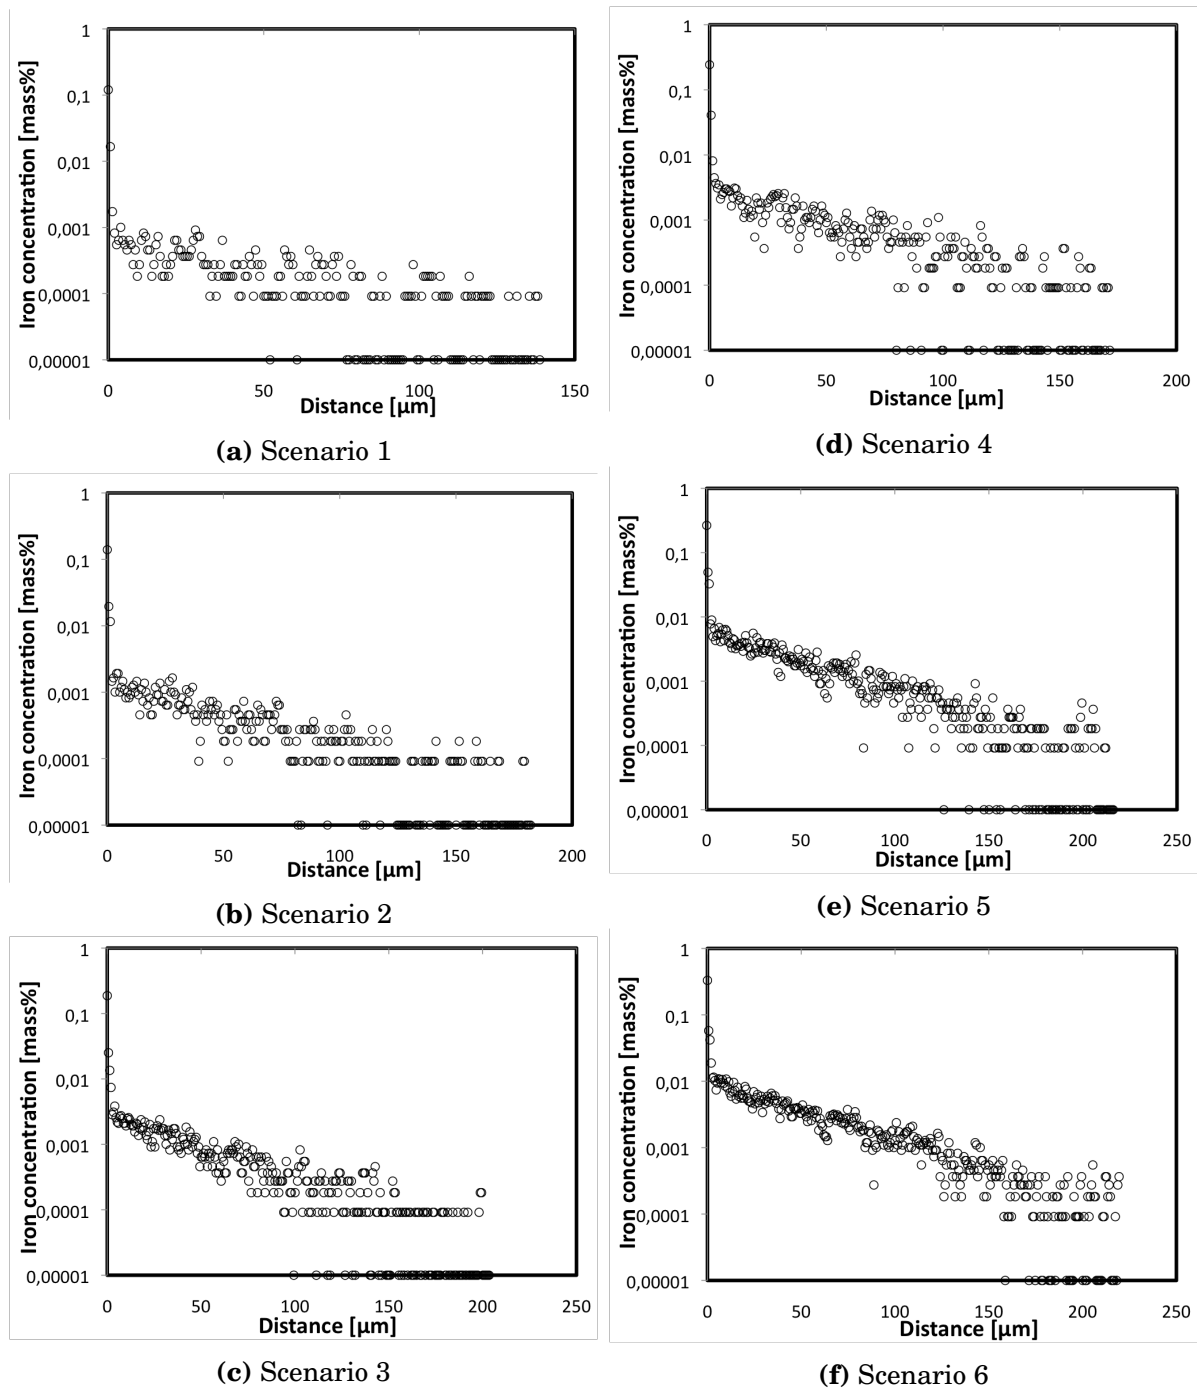 Iron concentration [mass%]
1
0,1
0,01
0,001
0,0001
0,00001
0 50 100 150
Distance [µm]
(a) Scenario 1
Iron concentration [mass%]
1
0,1
0,01
0,001
0,0001
0,00001
0 50 100 150 200
Distance [µm]
(d) Scenario 4
Iron concentration [mass%]
1
0,1
0,01
0,001
0,0001
0,00001
0 50 100 150 200
Distance [µm]
(b) Scenario 2
Iron concentration [mass%]
1
0,1
0,01
0,001
0,0001
0,00001
0 50 100 150 200 250
Distance [µm]
(e) Scenario 5
Iron concentration [mass%]
1
0,1
0,01
0,001
0,0001
0,00001
0 50 100 150 200 250
Distance [µm]
(c) Scenario 3
Iron concentration [mass%]
1
0,1
0,01
0,001
0,0001
0,00001
0 50 100 150 200 250
Distance [µm]
(f) Scenario 6